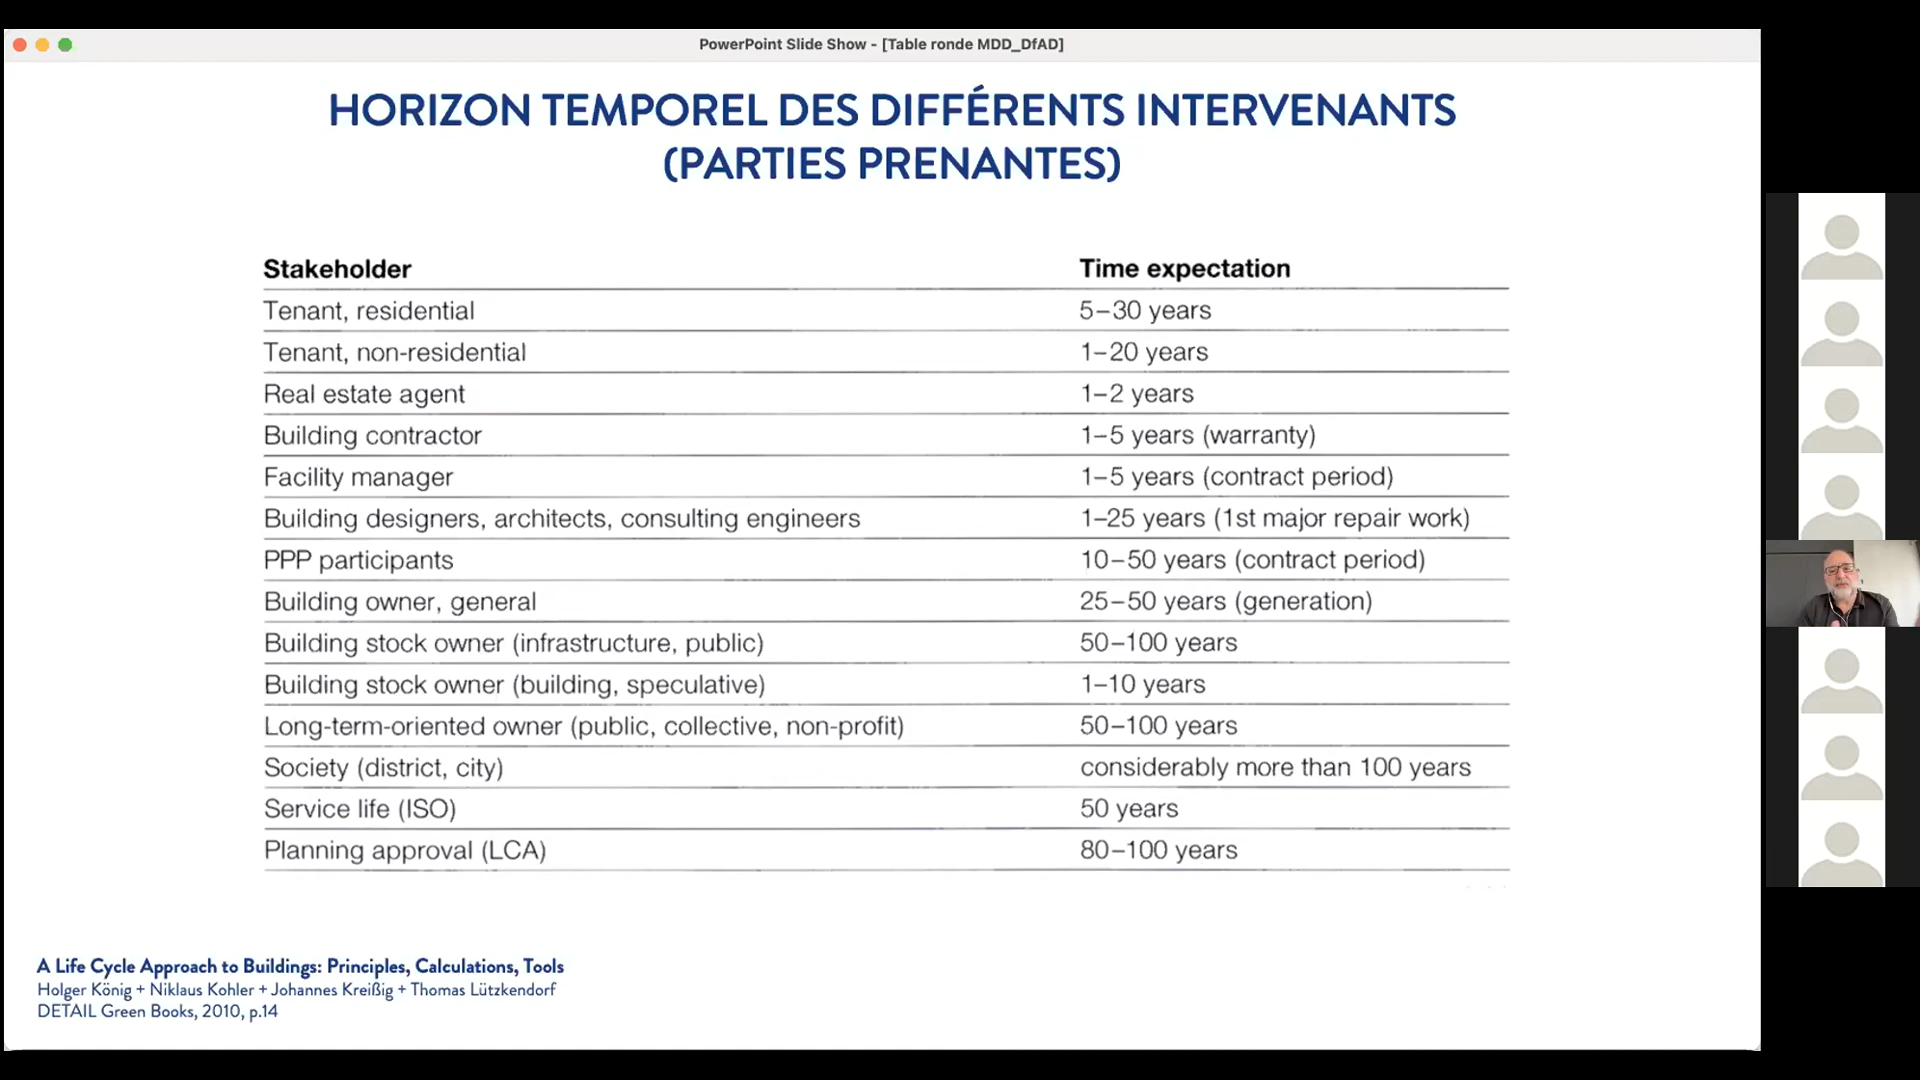 PowerPoint Slide Show - [Table ronde MDD_DfAD]
HORIZON TEMPOREL DES DIFFÉRENTS INTERVENANTS
(PARTIES PRENANTES)
Stakeholder Time expectation
Tenant, residential 5–30 years
Tenant, non-residential 1–20 years
Real estate agent 1–2 years
Building contractor 1–5 years (warranty)
Facility manager 1–5 years (contract period)
Building designers, architects, consulting engineers 1–25 years (1st major repair work)
PPP participants 10–50 years (contract period)
Building owner, general 25–50 years (generation)
Building stock owner (infrastructure, public) 50–100 years
Building stock owner (building, speculative) 1–10 years
Long-term-oriented owner (public, collective, non-profit) 50–100 years
Society (district, city) considerably more than 100 years
Service life (ISO) 50 years
Planning approval (LCA) 80–100 years
A Life Cycle Approach to Buildings: Principles, Calculations, Tools
Holger König + Niklaus Kohler + Johannes Kreißig + Thomas Lützkendorf
DETAIL Green Books, 2010, p.14